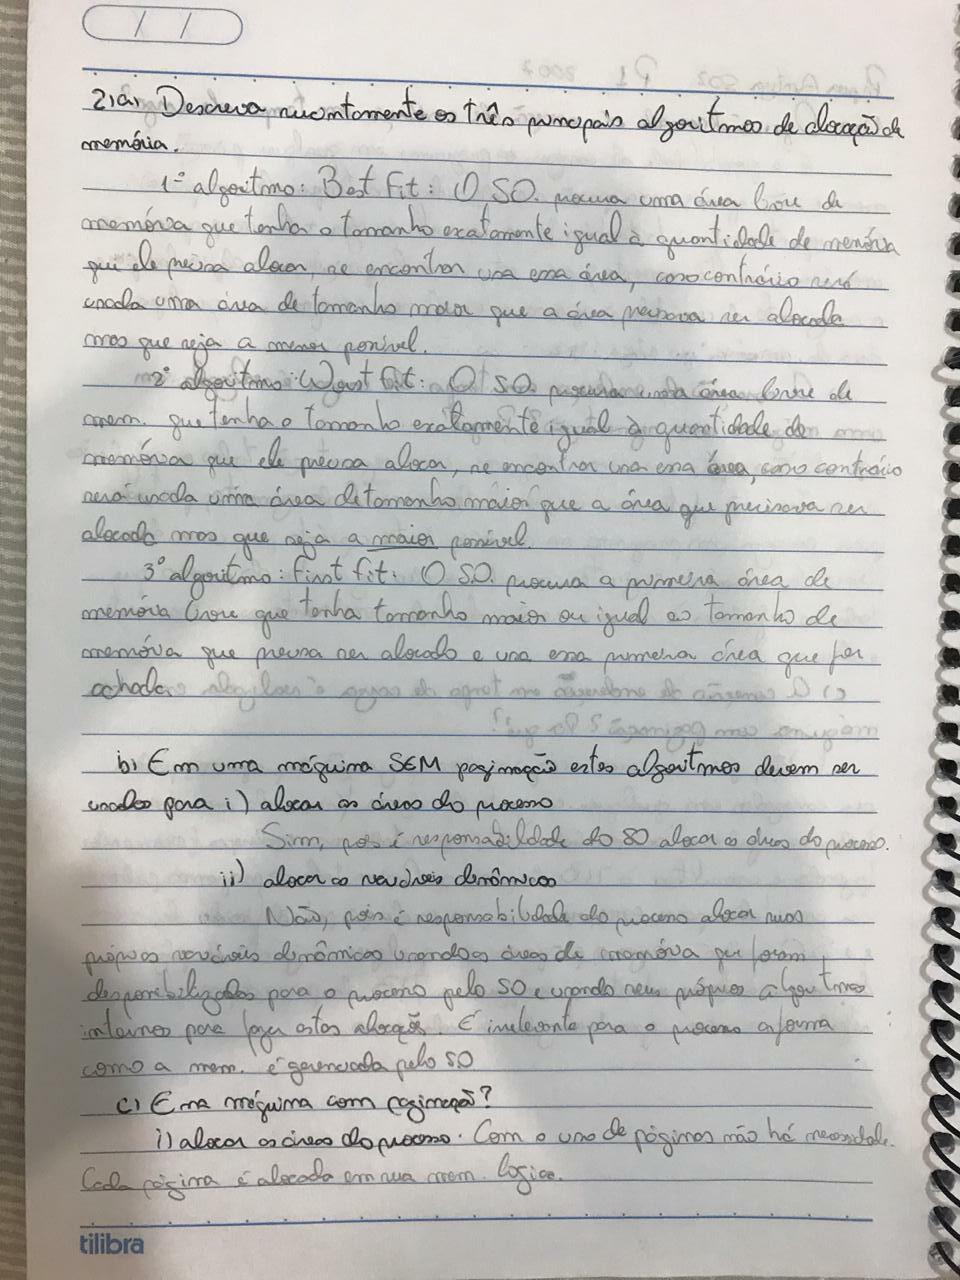 2)a) Descreva sucintamente os três principais algoritmos de alocação de
memória.
1º algoritmo: Best Fit: O SO. procura uma área livre de
memória que tenha o tamanho exatamente igual à quantidade de memória
que ele precisa alocar, se encontrar usa essa área, caso contrário será
usada uma área de tamanho maior que a área precisava ser alocada
mas que seja a menor possível.
2º algoritmo: Worst fit: O SO. procura uma área livre de
mem. que tenha o tamanho exatamente igual à quantidade de
memória que ele precisa alocar, se encontrar usa essa área, caso contrário
será usada uma área de tamanho maior que a área que precisava ser
alocada mas que seja a maior possível.
3º algoritmo: First fit: O S.O. procura a primeira área de
memória livre que tenha tamanho maior ou igual ao tamanho de
memória que precisa ser alocado e usa essa primeira área que for
achada.
b) Em uma máquina SEM paginação estes algoritmos devem ser
usados para i) alocar as áreas do processo
Sim, pois é responsabilidade do SO alocar as áreas do processo.
ii) alocar as variáveis dinâmicas
Não, pois é responsabilidade do processo alocar suas
próprias variáveis dinâmicas usando as áreas de memória que foram
disponibilizadas para o processo pelo SO e usando seus próprios algoritmos
internos para fazer estas alocações. É irrelevante para o processo a forma
como a mem. é gerenciada pelo SO
c) E na máquina com paginação?
i) alocar as áreas do processo. Com o uso de páginas não há necessidade.
Cada página é alocada em sua mem. lógica.
tilibra